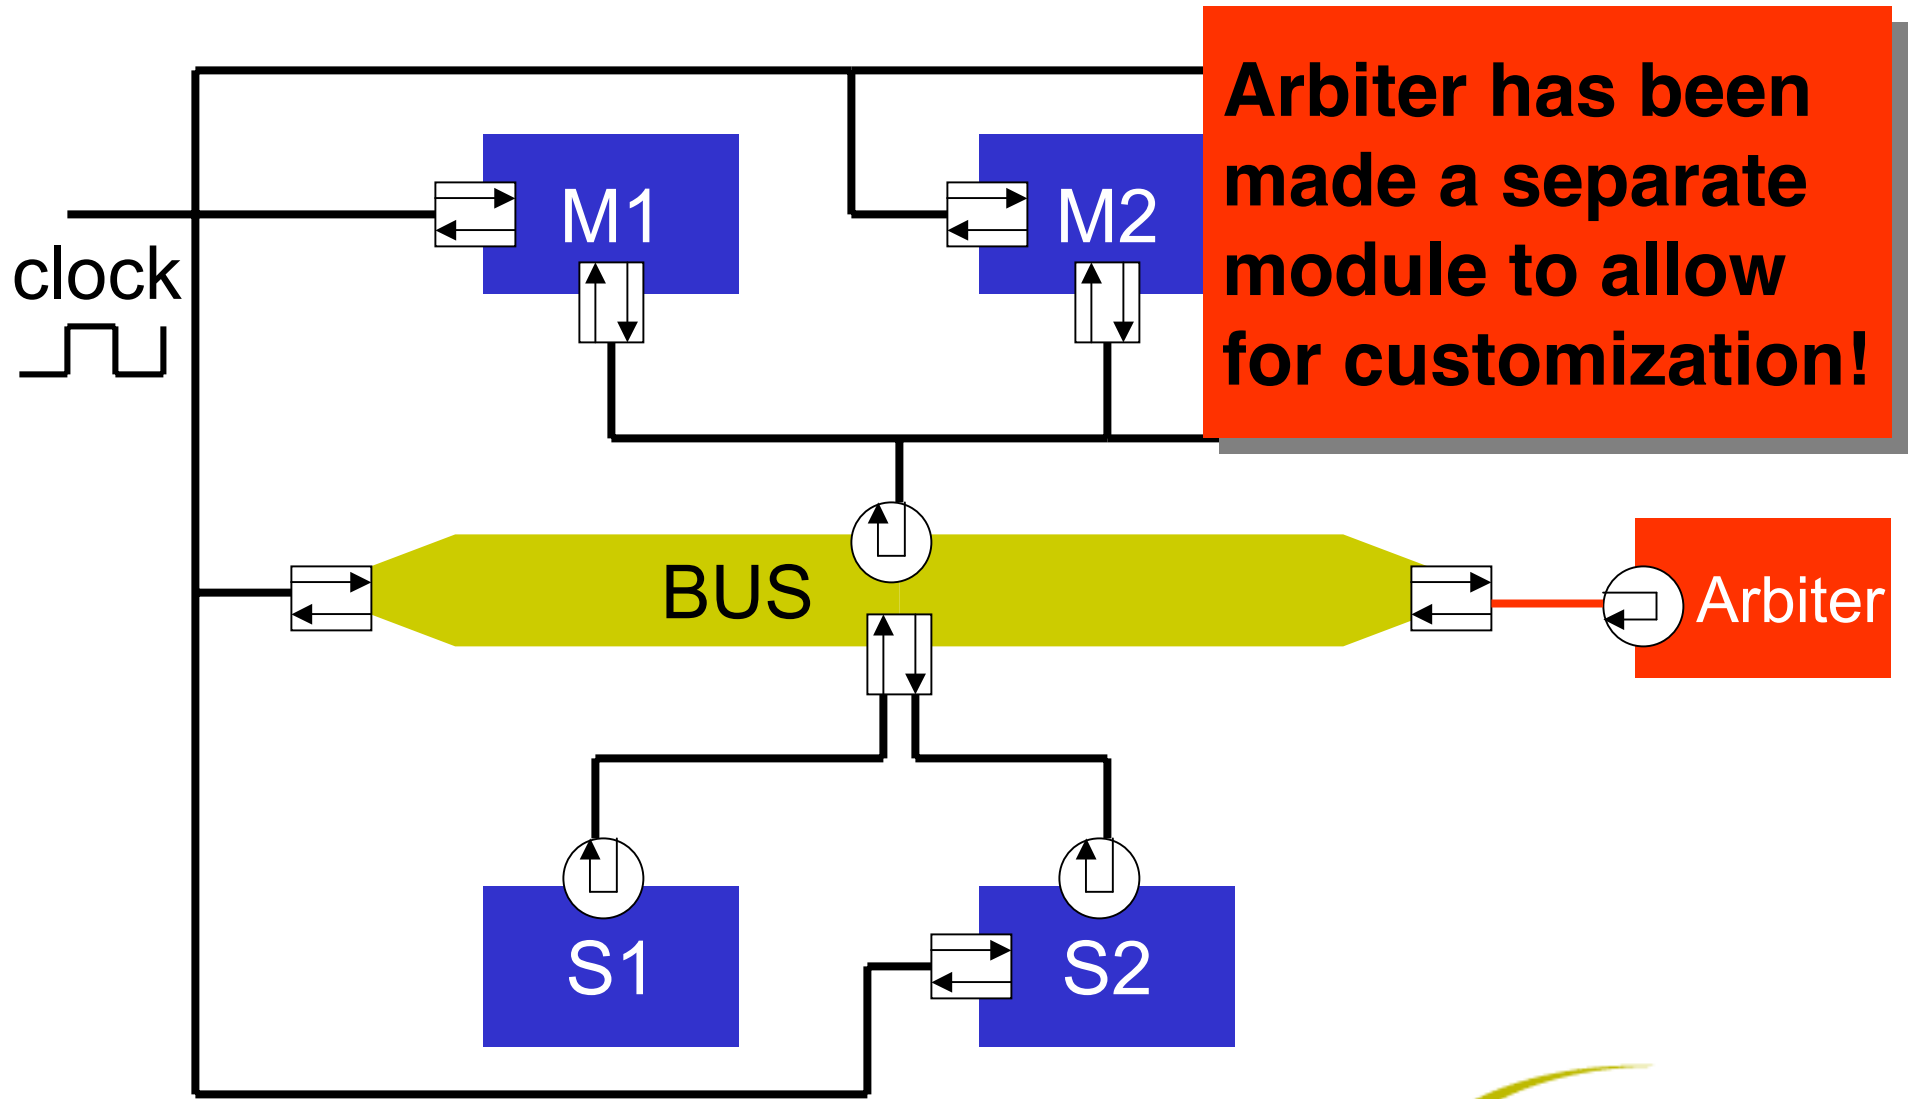 Arbiter has been
made a separate
module to allow
for customization!
M1
M2
clock
BUS
Arbiter
S1
S2